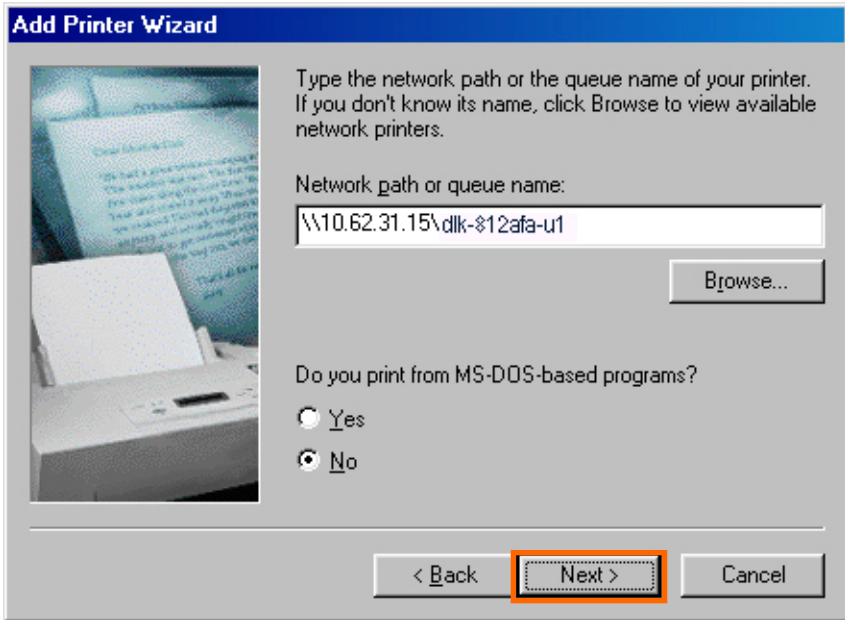 Add Printer Wizard
Type the network path or the queue name of your printer.
If you don't know its name, click Browse to view available
network printers.
Network path or queue name:
\\10.62.31.15\dlk-812afa-u1
Browse...
Do you print from MS-DOS-based programs?
Yes
No
< Back
Next >
Cancel